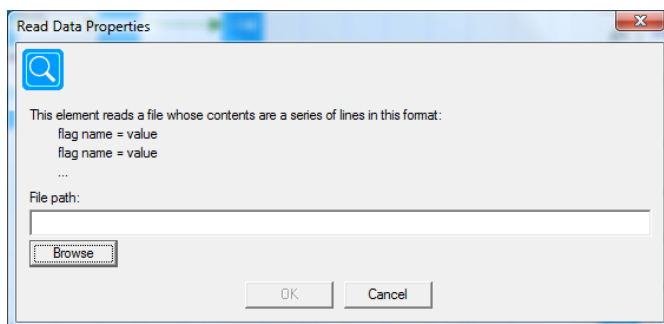 Read Data Properties
This element reads a file whose contents are a series of lines in this format:
flag name = value
flag name = value
...
File path:
Browse
OK
Cancel